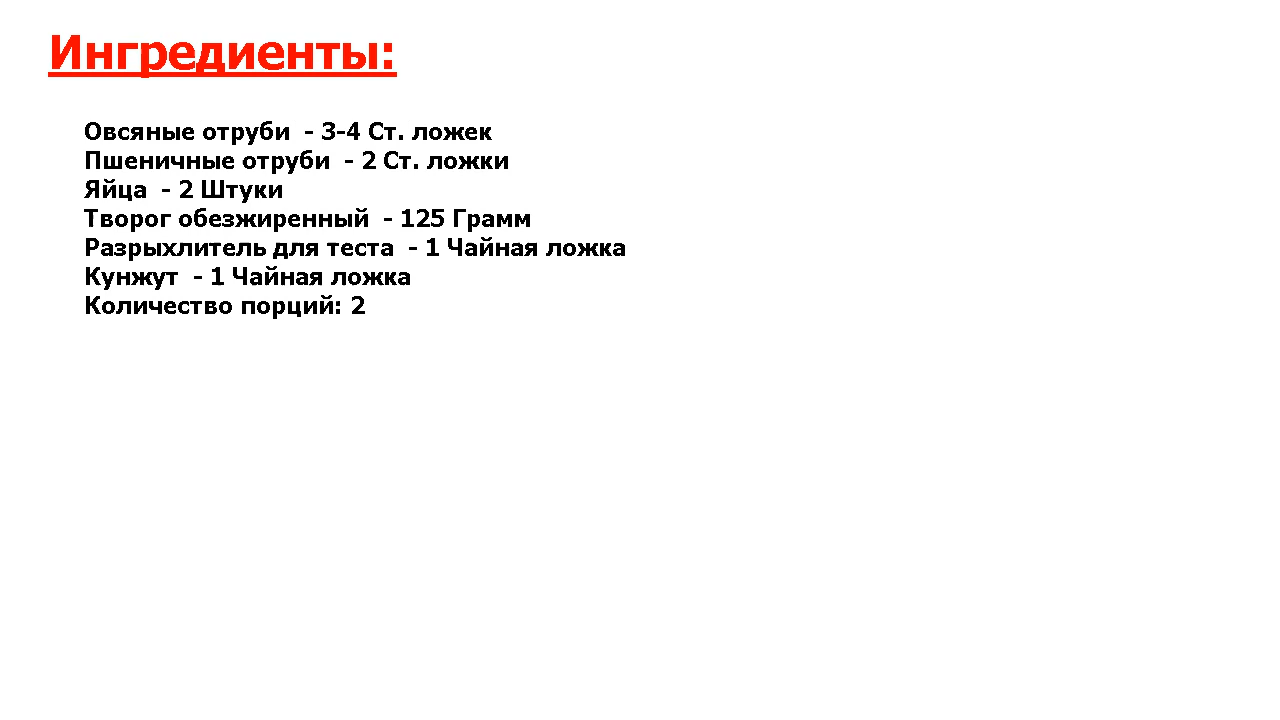 Ингредиенты:
Овсяные отруби  - 3-4 Ст. ложек
Пшеничные отруби  - 2 Ст. ложки
Яйца  - 2 Штуки
Творог обезжиренный  - 125 Грамм
Разрыхлитель для теста  - 1 Чайная ложка
Кунжут  - 1 Чайная ложка
Количество порций: 2